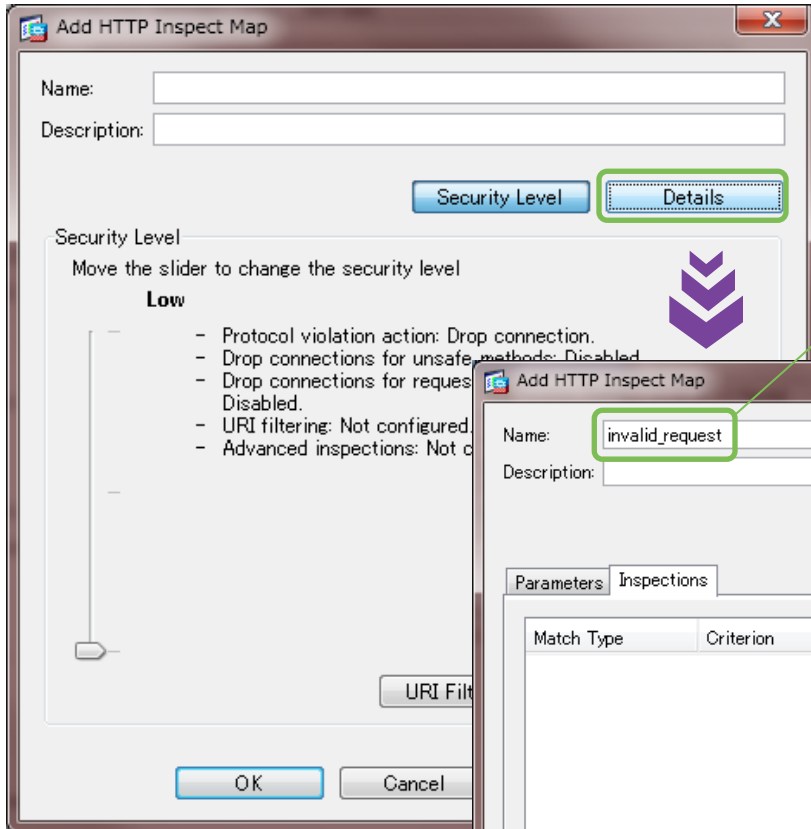 Add HTTP Inspect Map
Name:
Description:
Security Level Details
Security Level
Move the slider to change the security level
Low
- Protocol violation action: Drop connection.
- Drop connections for unsafe methods: Disabled
- Drop connections for reques
Disabled.
- URI filtering: Not configured.
- Advanced inspections: Not c
URI Filt
OK Cancel
Add HTTP Inspect Map
Name: invalid_request
Description:
Parameters Inspections
Match Type Criterion